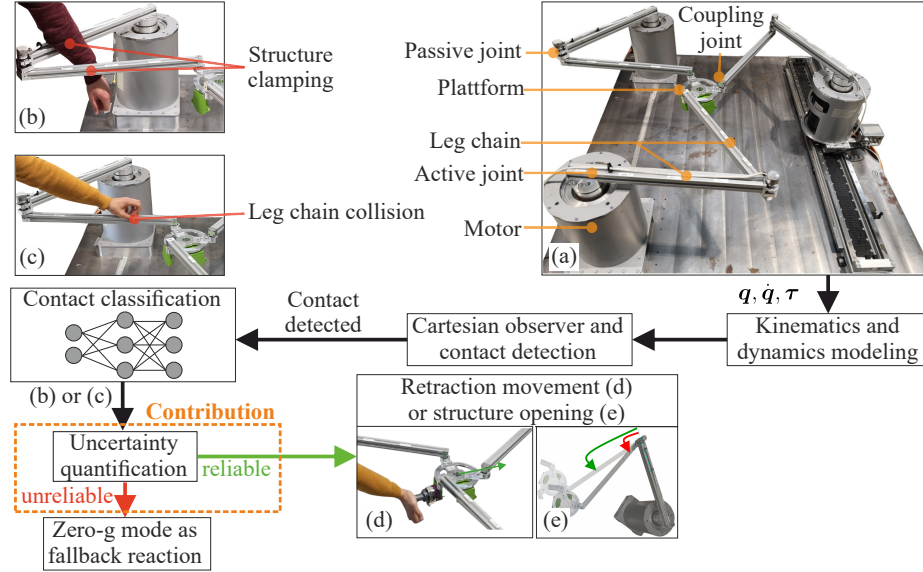 (b)
Structure
clamping
(c)
Leg chain collision
Passive joint
Coupling
joint
Plattform
Leg chain
Active joint
Motor
(a)
q, q̇, τ
Kinematics and
dynamics modeling
Cartesian observer and
contact detection
Contact
detected
Contact classification
(b) or (c)
Contribution
Uncertainty
quantification
reliable
unreliable
Zero-g mode as
fallback reaction
Retraction movement (d)
or structure opening (e)
(d)
(e)